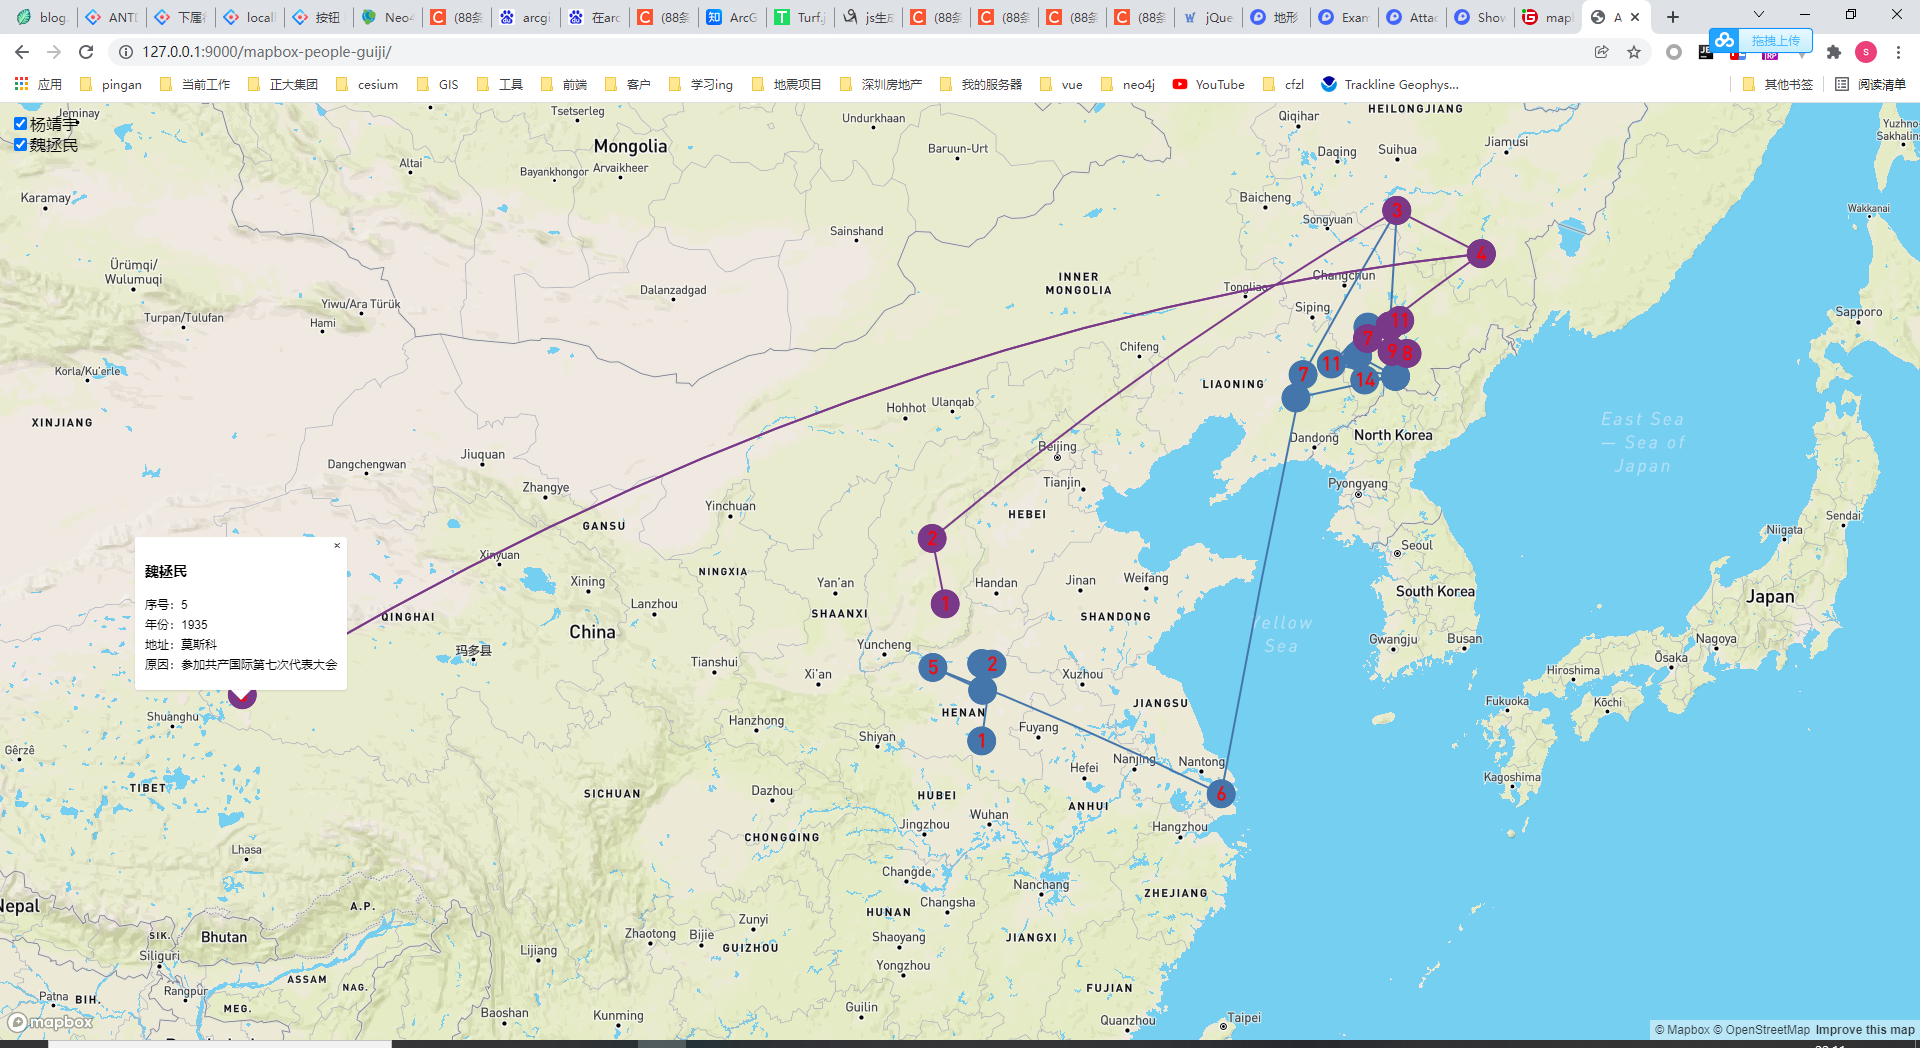 blog.
ANTI
下属行
locall
按钮
Neo4
(88条
arcgi
在arc
(88条
ArcG
Turf.j
js生成
(88条
(88条
(88条
(88条
jQue
地形
Exam
Attac
Show
mapl
A
127.0.0.1:9000/mapbox-people-guiji/
拖拽上传
应用
pingan
当前工作
正大集团
cesium
GIS
工具
前端
客户
学习ing
地震项目
深圳房地产
我的服务器
vue
neo4j
YouTube
cfzl
Trackline Geophys...
其他书签
阅读清单
杨靖宇
魏拯民
Jeminay
Tsetserleg
Undurkhaan
Qiqihar
HEILONGJIANG
Yuzhno-
Sakhalins
Mongolia
Baruun-Urt
Daqing
Suihua
Jiamusi
Altai
Bayankhongor
Arvaikheer
Karamay
Baicheng
Songyuan
3
Wakkanai
Sainshand
4
Ürümqi/
Wulumuqi
INNER
MONGOLIA
Changchun
Dalanzadgad
Tongliao
Yiwu/Ara Türük
Siping
Turpan/Tulufan
Hami
11
Sapporo
7
Chifeng
9
8
11
Korla/Ku'erle
7
14
LIAONING
Hohhot
Ulanqab
XINJIANG
East Sea
— Sea of
Japan
Dandong
North Korea
Beijing
Jiuquan
Dangchengwan
Tianjin
Pyongyang
Zhangye
Yinchuan
HEBEI
Sendai
GANSU
Niigata
2
Seoul
Xinyuan
NINGXIA
Xining
Yan'an
Handan
Jinan
Weifang
South Korea
Japan
Lanzhou
1
SHAANXI
SHANDONG
QINGHAI
China
Yellow
Sea
Gwangju
Busan
Nagoya
玛多县
Yuncheng
Ōsaka
Tianshui
5
2
Xi'an
Xuzhou
Hiroshima
×
魏拯民
序号：5
年份：1935
地址：莫斯科
原因：参加共产国际第七次代表大会
Shuanghu
JIANGSU
Fukuoka
Kōchi
Hanzhong
HENAN
Fuyang
Shiyan
1
Gêrzê
Nanjing
Nantong
Hefei
Kagoshima
TIBET
SICHUAN
Dazhou
HUBEI
6
ANHUI
Wuhan
Jingzhou
Hangzhou
CHONGQING
Lhasa
Changde
Nanchang
ZHEJIANG
Nepal
A.P.
Changsha
HUNAN
Zunyi
SIK.
Bhutan
Zhaotong
Bijie
Shaoyang
JIANGXI
GUIZHOU
Siliguri
Lijiang
Yongzhou
ASSAM
NAG.
Rangpur
FUJIAN
Patna
BIH.
MEG.
Baoshan
Kunming
Guilin
Quanzhou
Taipei
mapbox
© Mapbox © OpenStreetMap Improve this map